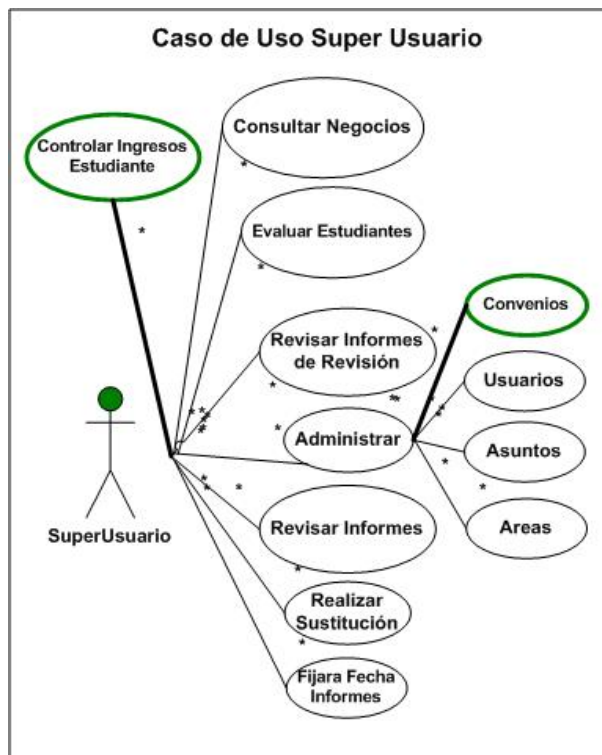 Caso de Uso Super Usuario
Controlar Ingresos
Estudiante
Consultar Negocios
*
*
Evaluar Estudiantes
*
Convenios
*
Revisar Informes
de Revisión
*
Usuarios
**
*
*
*
*
*
*
*
*
*
Administrar
Asuntos
*
*
*
*
*
SuperUsuario
Revisar Informes
Areas
*
Realizar
Sustitución
*
Fijara Fecha
Informes